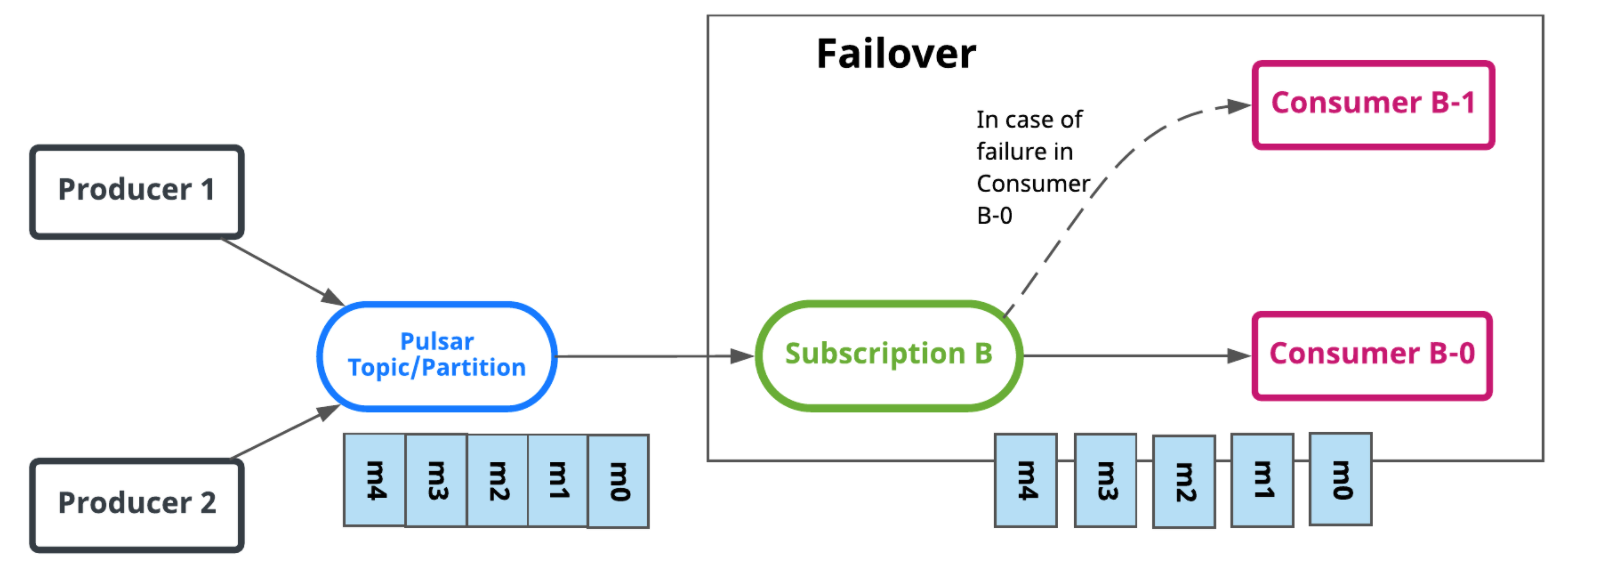 Failover
Consumer B-1
In case of
failure in
Consumer
B-0
Producer 1
Pulsar
Topic/Partition
Subscription B
Consumer B-0
Producer 2
m4 m3 m2 m1 m0
m4 m3 m2 m1 m0